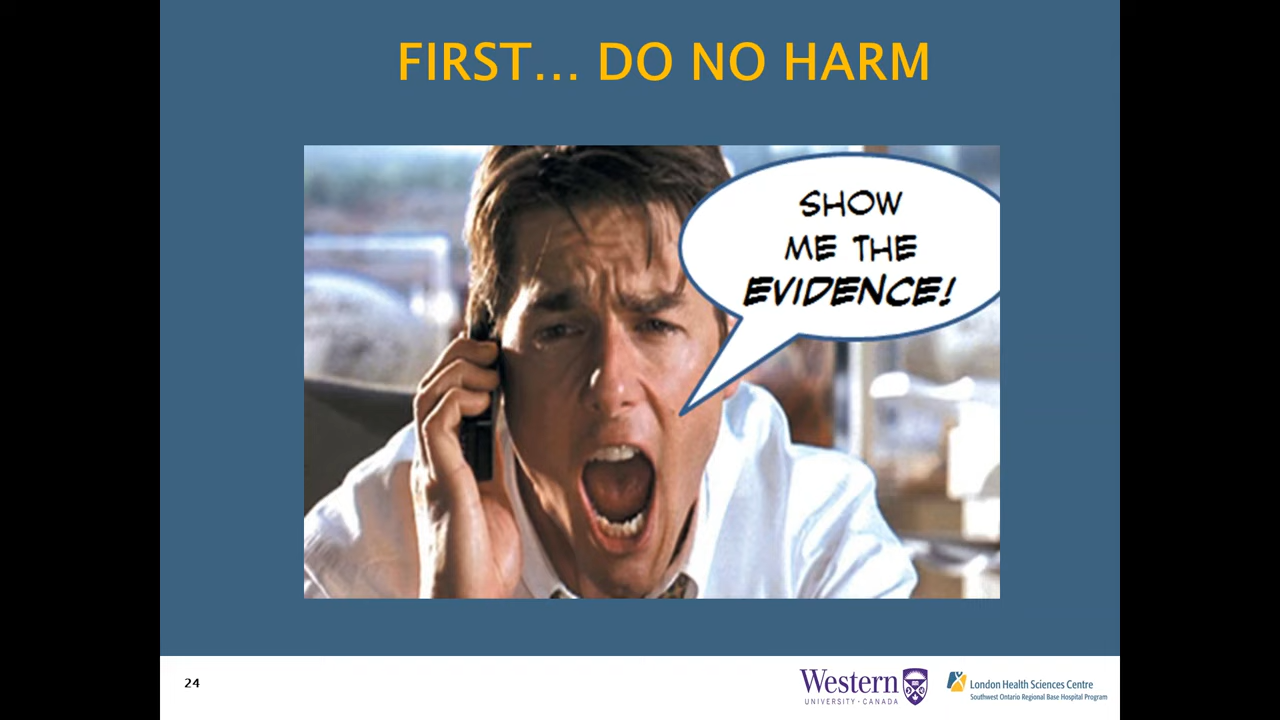 FIRST... DO NO HARM
SHOW
ME THE
EVIDENCE!
24
Western
UNIVERSITY · CANADA
London Health Sciences Centre
Southwest Ontario Regional Base Hospital Program